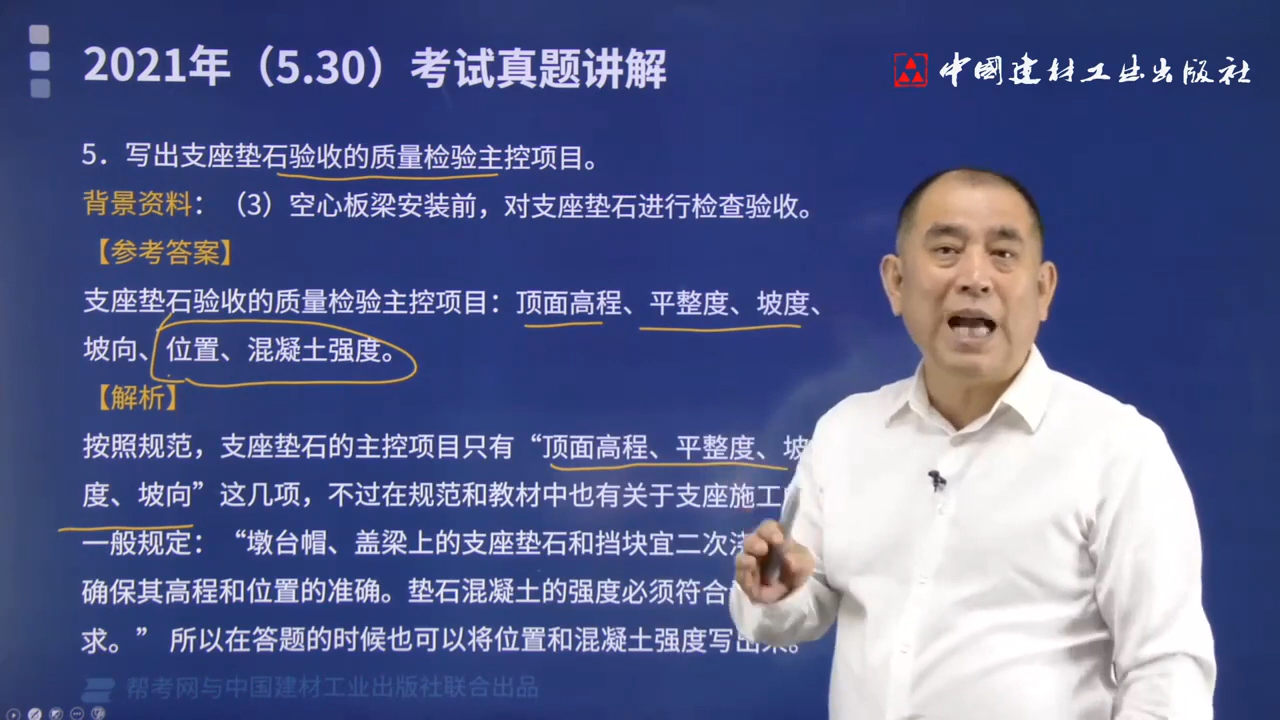 2021年（5.30）考试真题讲解
中国建材工业出版社
5．写出支座垫石验收的质量检验主控项目。
背景资料：（3）空心板梁安装前，对支座垫石进行检查验收。
【参考答案】
支座垫石验收的质量检验主控项目：顶面高程、平整度、坡度、
坡向、位置、混凝土强度。
【解析】
按照规范，支座垫石的主控项目只有“顶面高程、平整度、坡
度、坡向”这几项，不过在规范和教材中也有关于支座施工
一般规定：“墩台帽、盖梁上的支座垫石和挡块宜二次
确保其高程和位置的准确。垫石混凝土的强度必须符合
求。” 所以在答题的时候也可以将位置和混凝土强度写出来。
帮考网与中国建材工业出版社联合出品